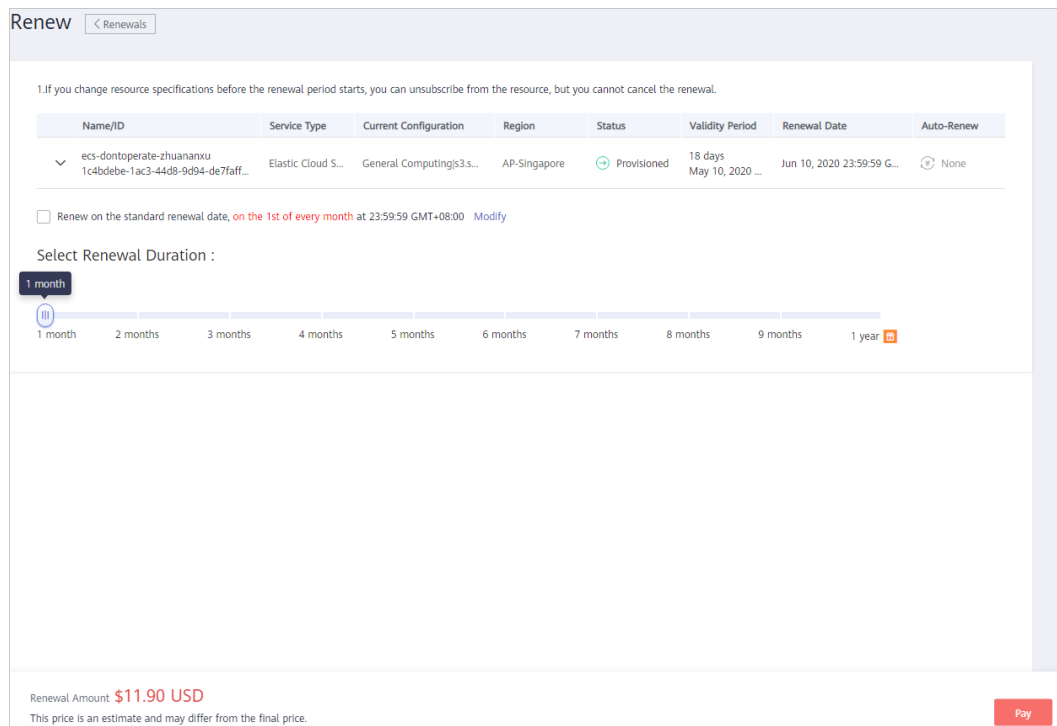 Renew < Renewals
1.If you change resource specifications before the renewal period starts, you can unsubscribe from the resource, but you cannot cancel the renewal.
Name/ID Service Type Current Configuration Region Status Validity Period Renewal Date Auto-Renew
ecs-dontoperate-zhuananxu Elastic Cloud S... General Computing|s3.s... AP-Singapore Provisioned 18 days Jun 10, 2020 23:59:59 G... None
1c4bdebe-1ac3-44d8-9d94-de7faff... May 10, 2020 ...
Renew on the standard renewal date, on the 1st of every month at 23:59:59 GMT+08:00 Modify
Select Renewal Duration :
1 month
1 month 2 months 3 months 4 months 5 months 6 months 7 months 8 months 9 months 1 year
Renewal Amount $11.90 USD
This price is an estimate and may differ from the final price.
Pay